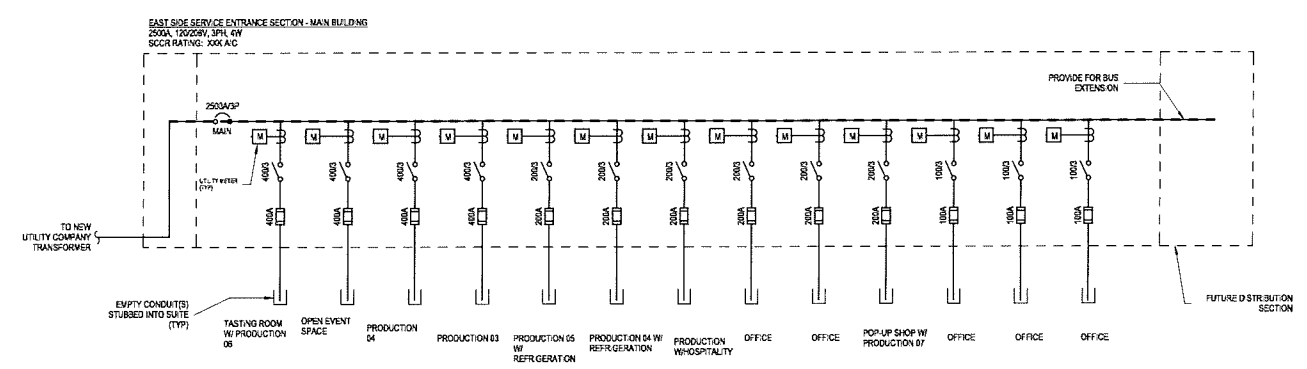 EAST SIDE SERVICE ENTRANCE SECTION - MAIN BUILDING
2500A, 120/208V, 3PH, 4W
SCCR RATING: XXX AIC
PROVIDE FOR BUS
EXTENSION
2500A/3P
MAIN
M M M M M M M M M M M M M
UTILITY METER
(TYP)
400/3 400/3 400/3 400/3 200/3 200/3 200/3 200/3 200/3 200/3 100/3 100/3 100/3
400A 400A 400A 400A 200A 200A 200A 200A 200A 200A 100A 100A 100A
TO NEW
UTILITY COMPANY
TRANSFORMER
EMPTY CONDUIT(S)
STUBBED INTO SUITE
(TYP)
TASTING ROOM
W/ PRODUCTION
06
OPEN EVENT
SPACE
PRODUCTION
04
PRODUCTION 03
PRODUCTION 05
W/
REFRIGERATION
PRODUCTION 04 W/
REFRIGERATION
PRODUCTION
W/HOSPITALITY
OFFICE
OFFICE
POP-UP SHOP W/
PRODUCTION 07
OFFICE
OFFICE
OFFICE
FUTURE DISTRIBUTION
SECTION